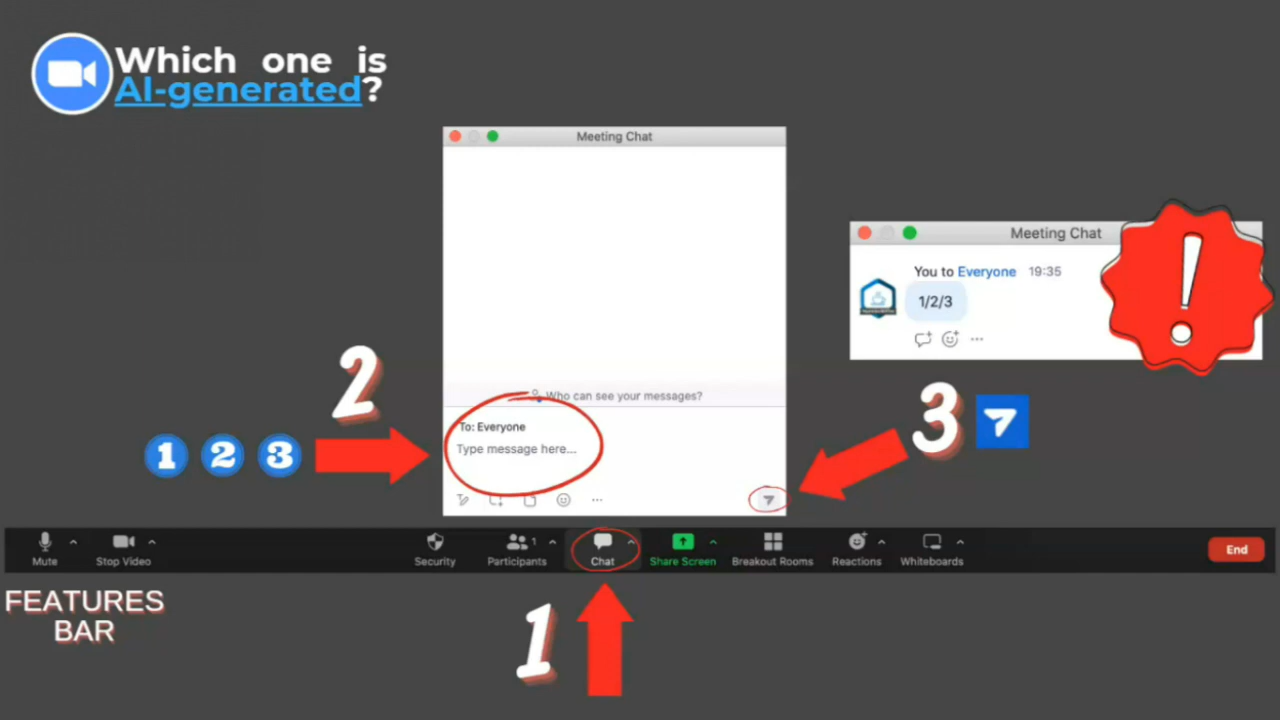 Which one is
AI-generated?
Meeting Chat
Who can see your messages?
To: Everyone
Type message here...
Meeting Chat
You to Everyone 19:35
1/2/3
!
2
1 2 3
3
Mute
Stop Video
Security
Participants 1
Chat
Share Screen
Breakout Rooms
Reactions
Whiteboards
End
FEATURES
BAR
1